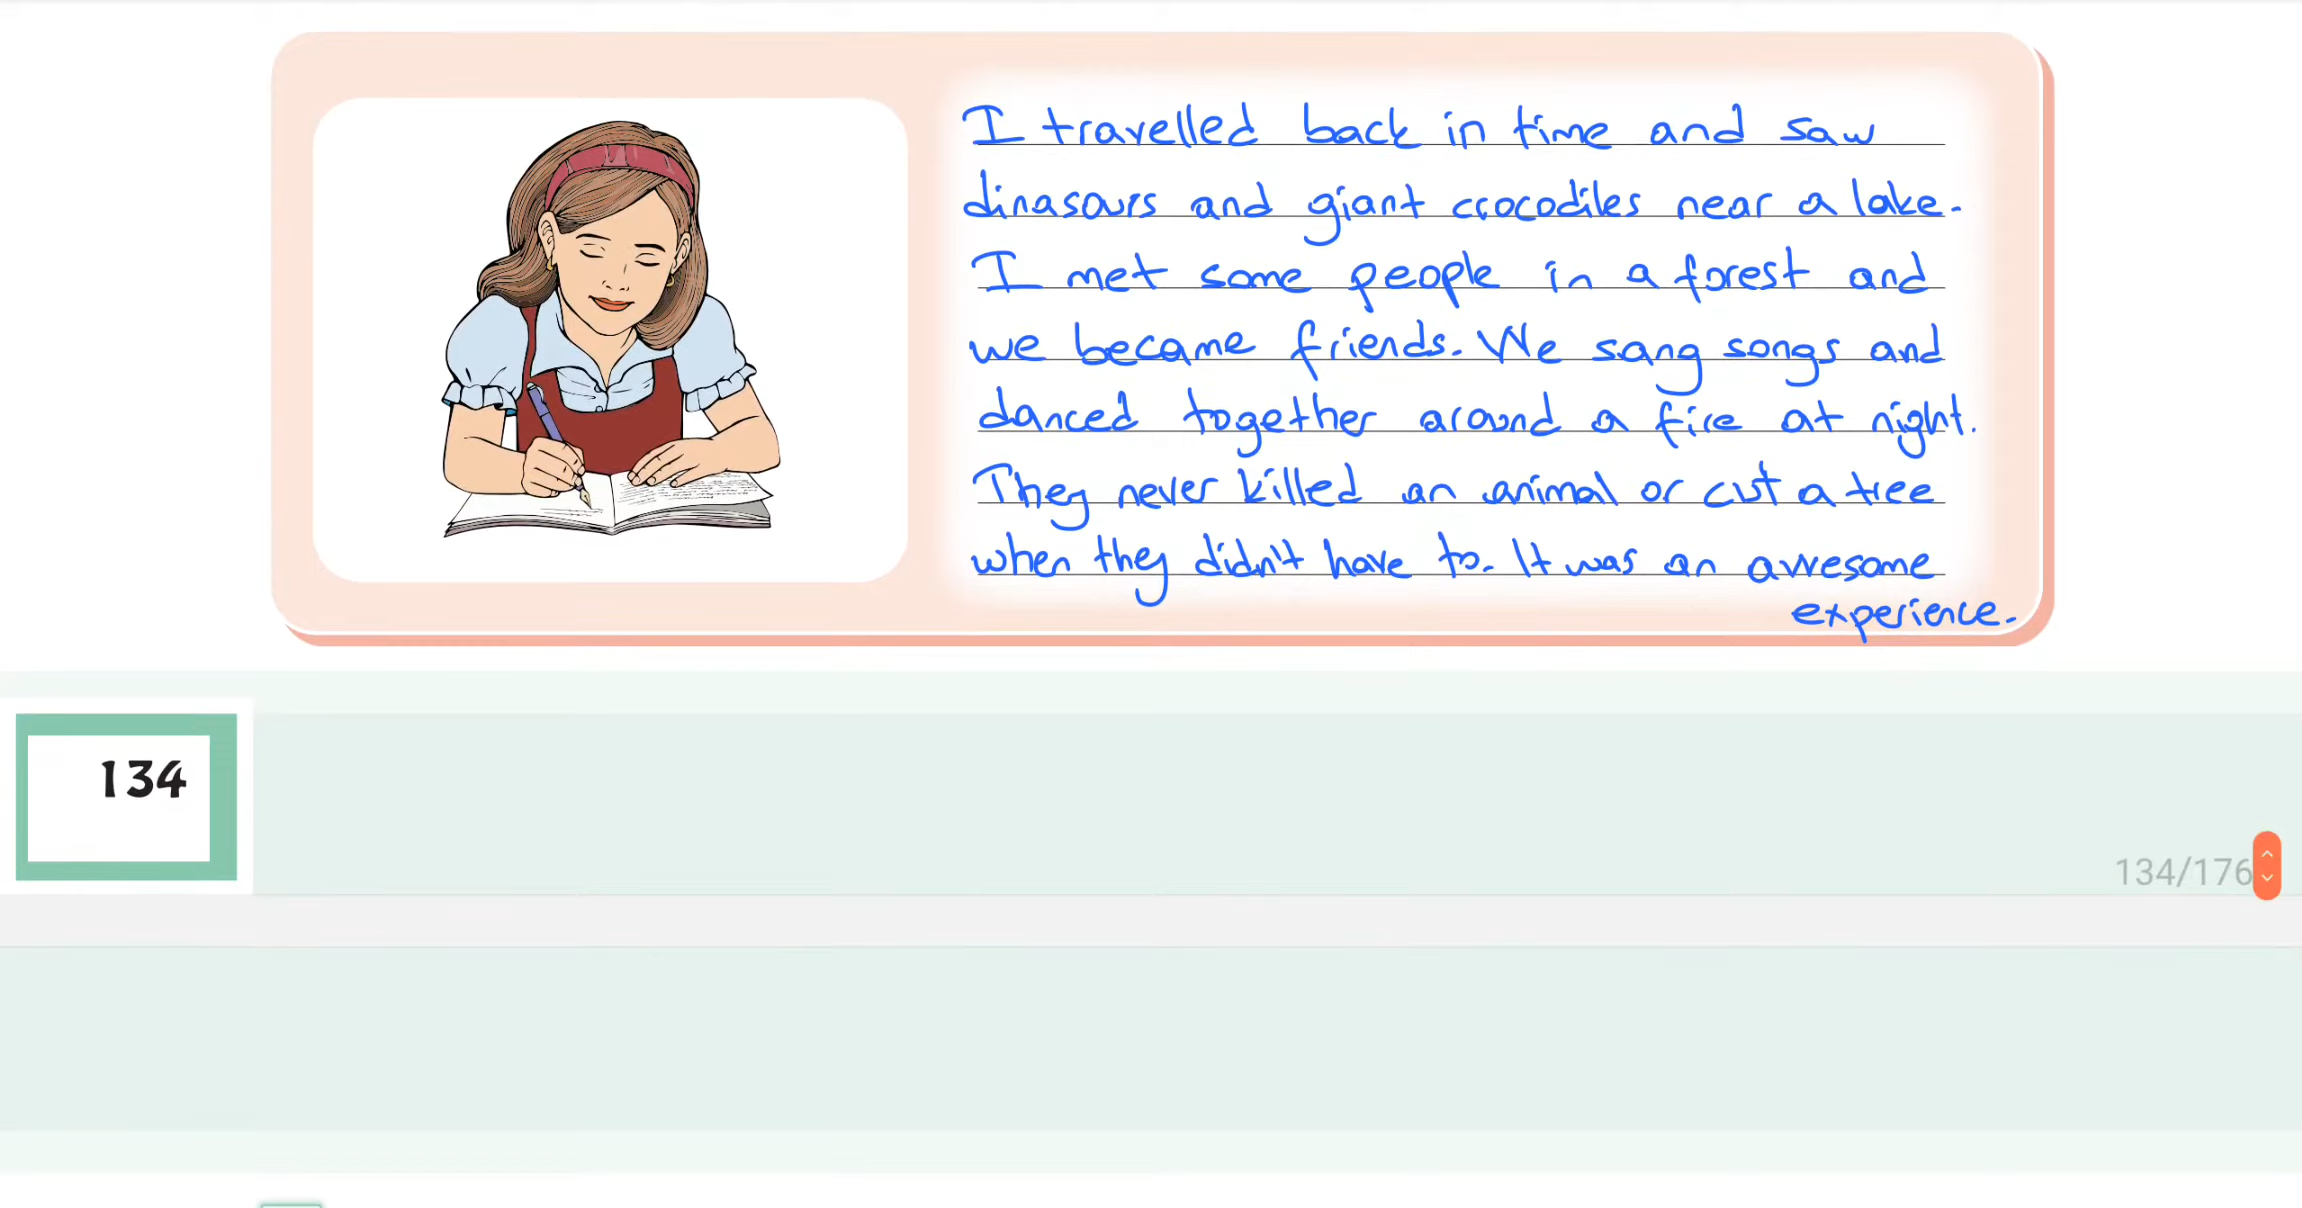 I travelled back in time and saw
dinasours and giant crocodiles near a lake.
I met some people in a forest and
we became friends. We sang songs and
danced together around a fire at night.
They never killed an animal or cut a tree
when they didn't have to. It was an awesome
experience.
134
134/176